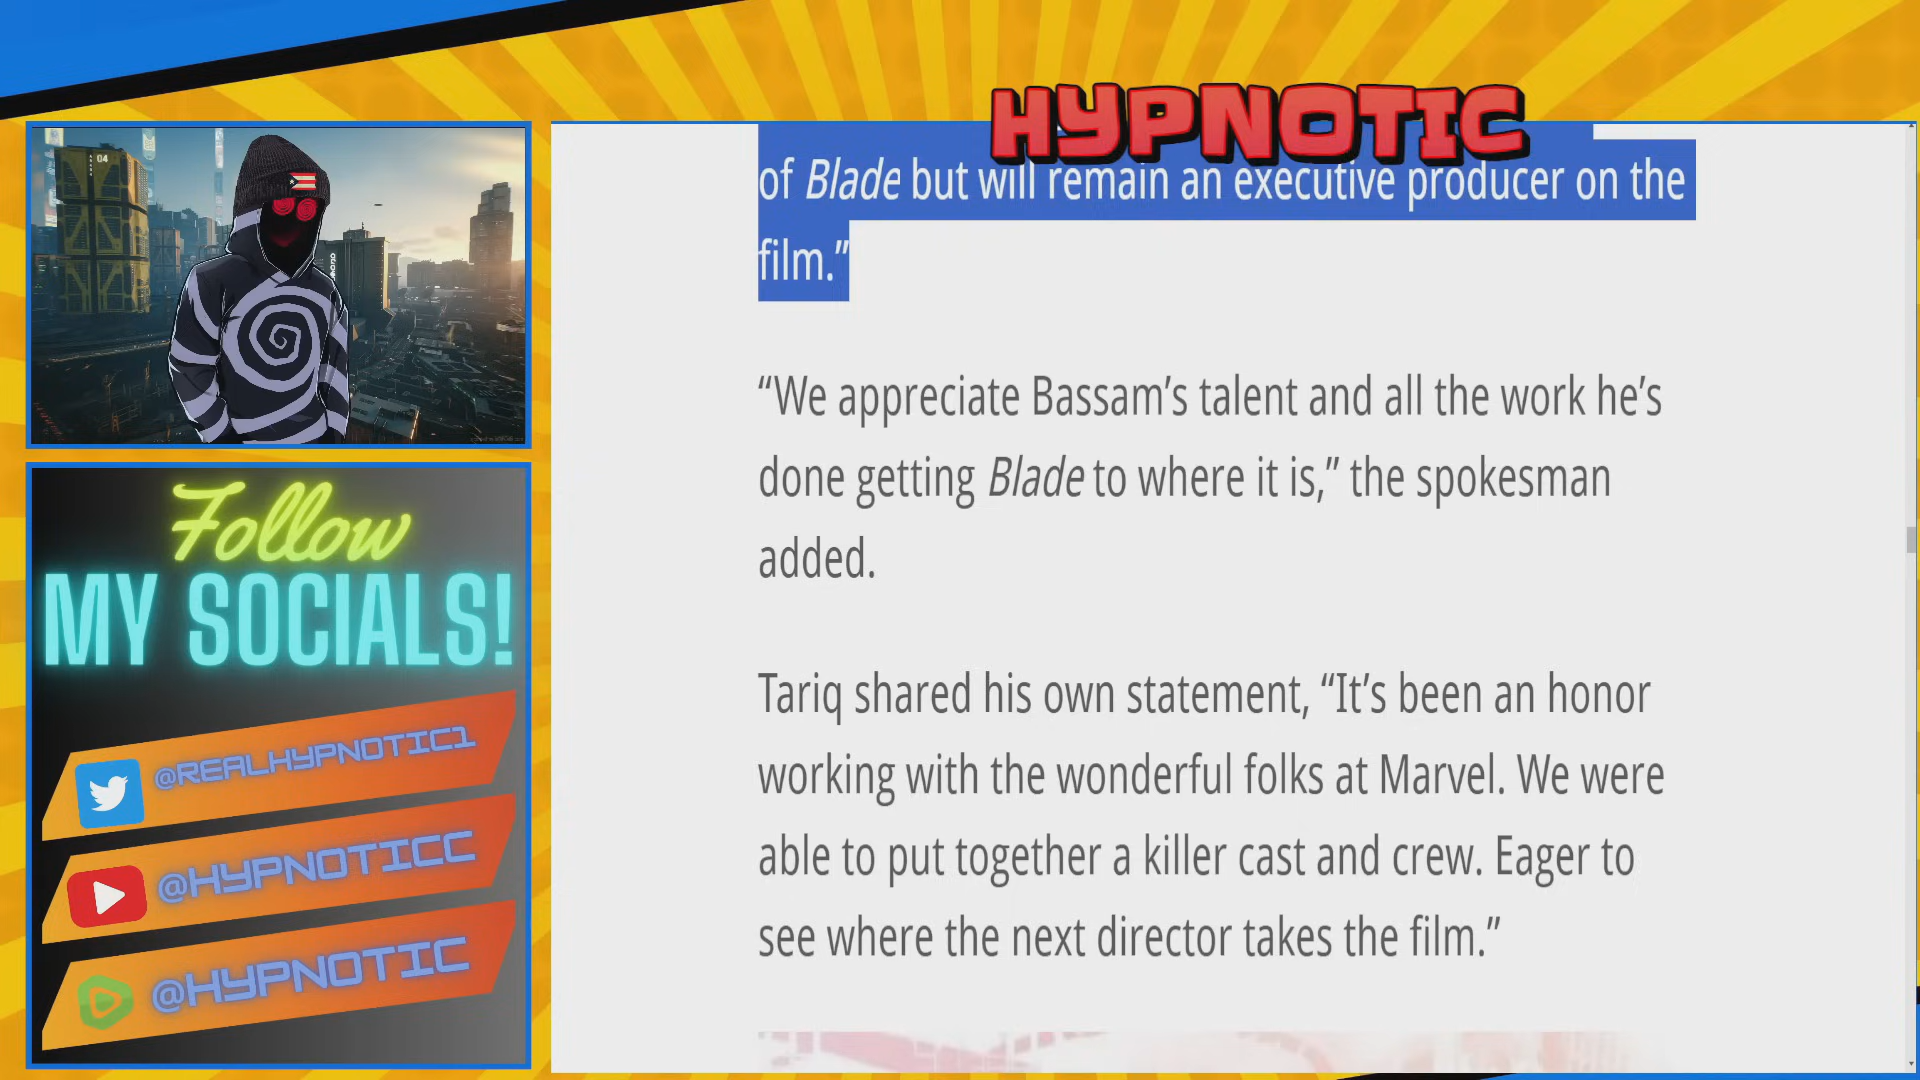 HYPNOTIC
of Blade but will remain an executive producer on the
film.”
“We appreciate Bassam’s talent and all the work he’s
done getting Blade to where it is,” the spokesman
added.
Tariq shared his own statement, “It’s been an honor
working with the wonderful folks at Marvel. We were
able to put together a killer cast and crew. Eager to
see where the next director takes the film.”
04
Follow
MY SOCIALS!
@REALHYPNOTIC1
@HYPNOTICC
@HYPNOTIC